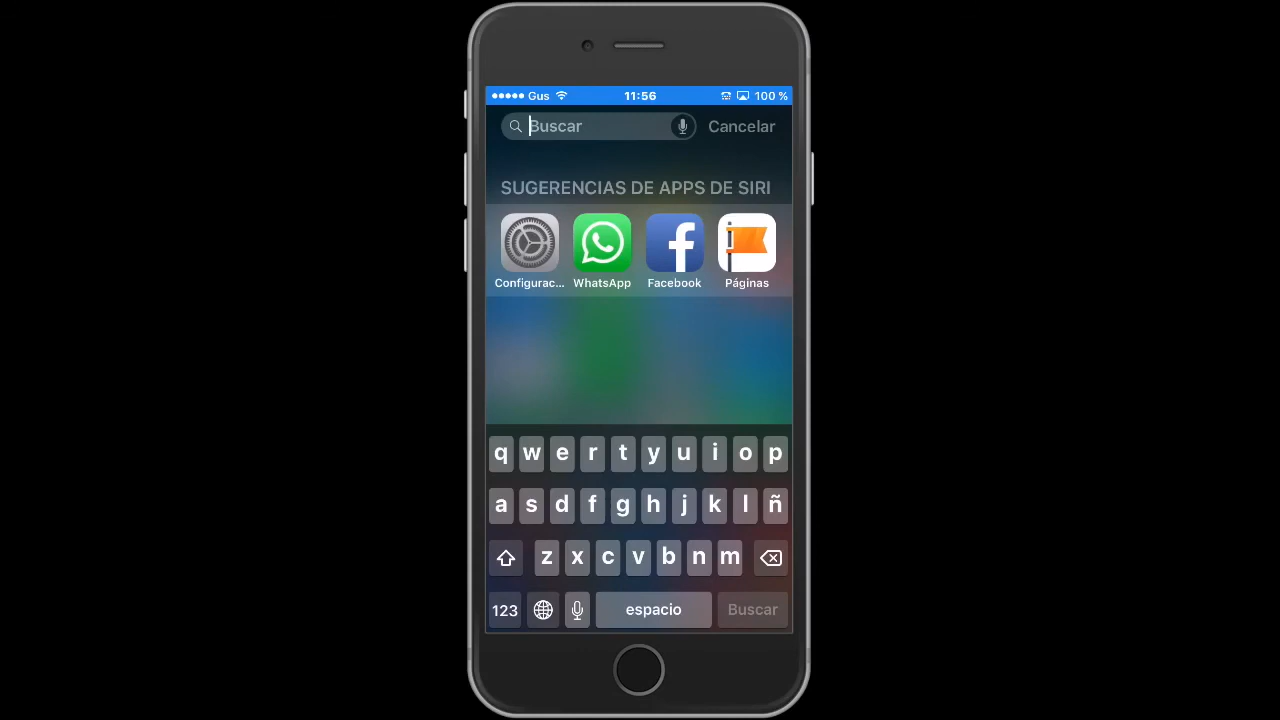 Gus 11:56 100 %
Buscar Cancelar
SUGERENCIAS DE APPS DE SIRI
Configurac... WhatsApp Facebook Páginas
q w e r t y u i o p
a s d f g h j k l ñ
z x c v b n m
123 espacio Buscar